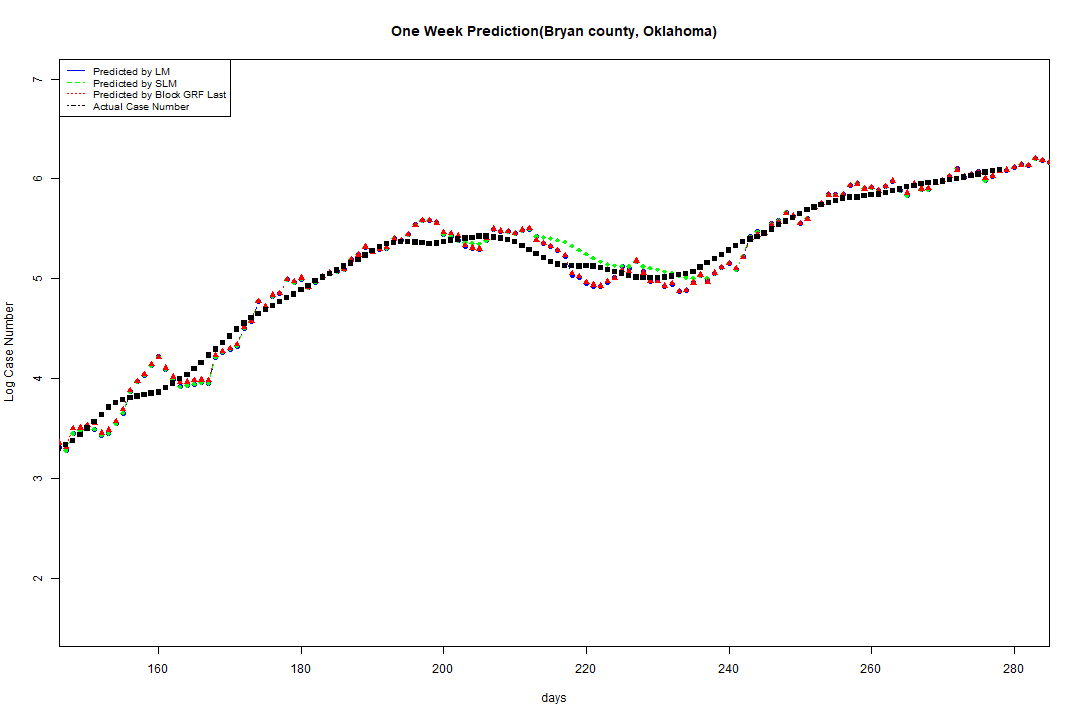 One Week Prediction(Bryan county, Oklahoma)
Predicted by LM
Predicted by SLM
Predicted by Block GRF Last
Actual Case Number
7
6
5
4
3
2
Log Case Number
160 180 200 220 240 260 280
days